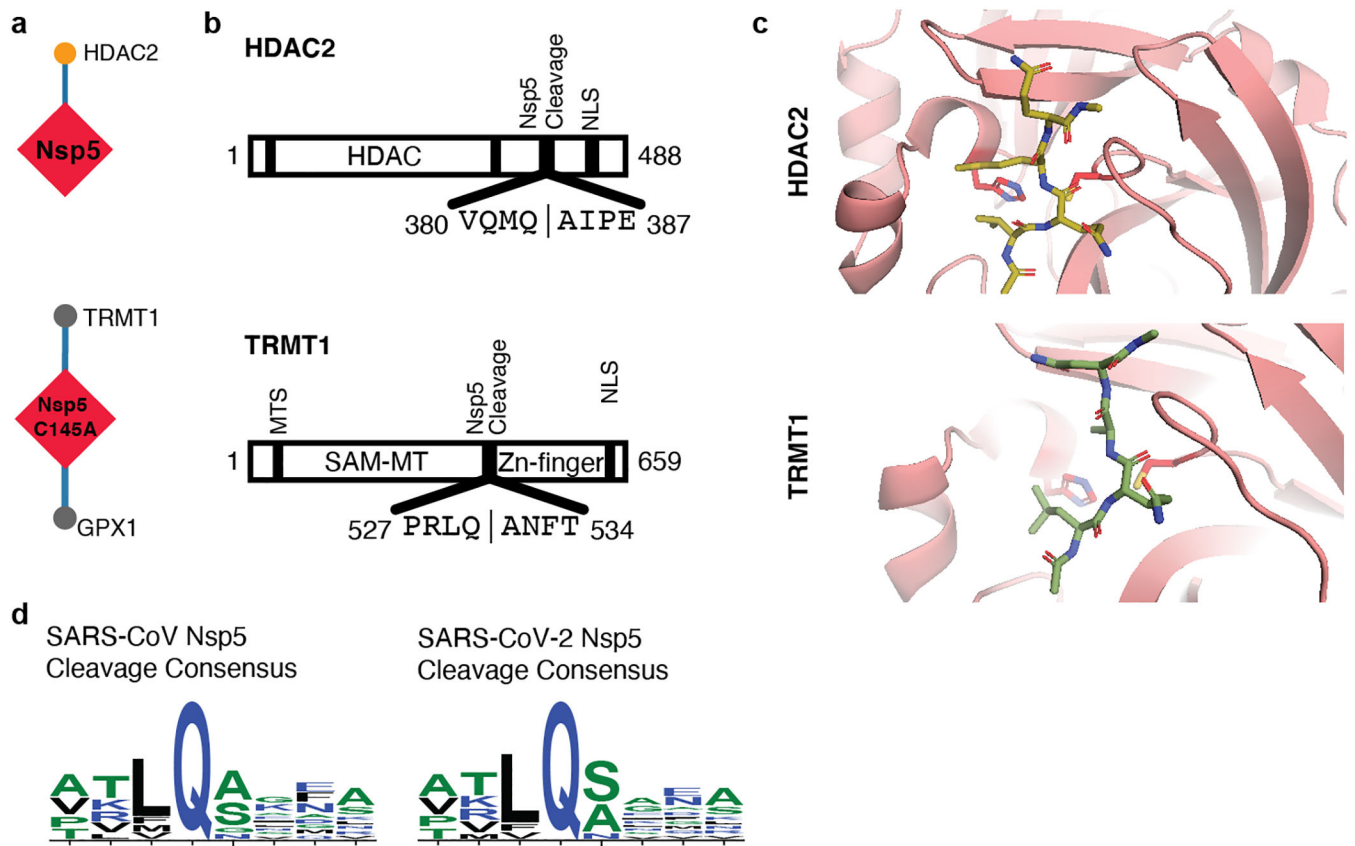 a
HDAC2
Nsp5
TRMT1
Nsp5
C145A
GPX1
b
HDAC2
Nsp5
Cleavage
NLS
1
HDAC
488
380 VQMQ|AIPE 387
TRMT1
MTS
Nsp5
Cleavage
NLS
1
SAM-MT
Zn-finger
659
527 PRLQ|ANFT 534
c
HDAC2
TRMT1
d
SARS-CoV Nsp5
Cleavage Consensus
ATLQA
SARS-CoV-2 Nsp5
Cleavage Consensus
ATLQS